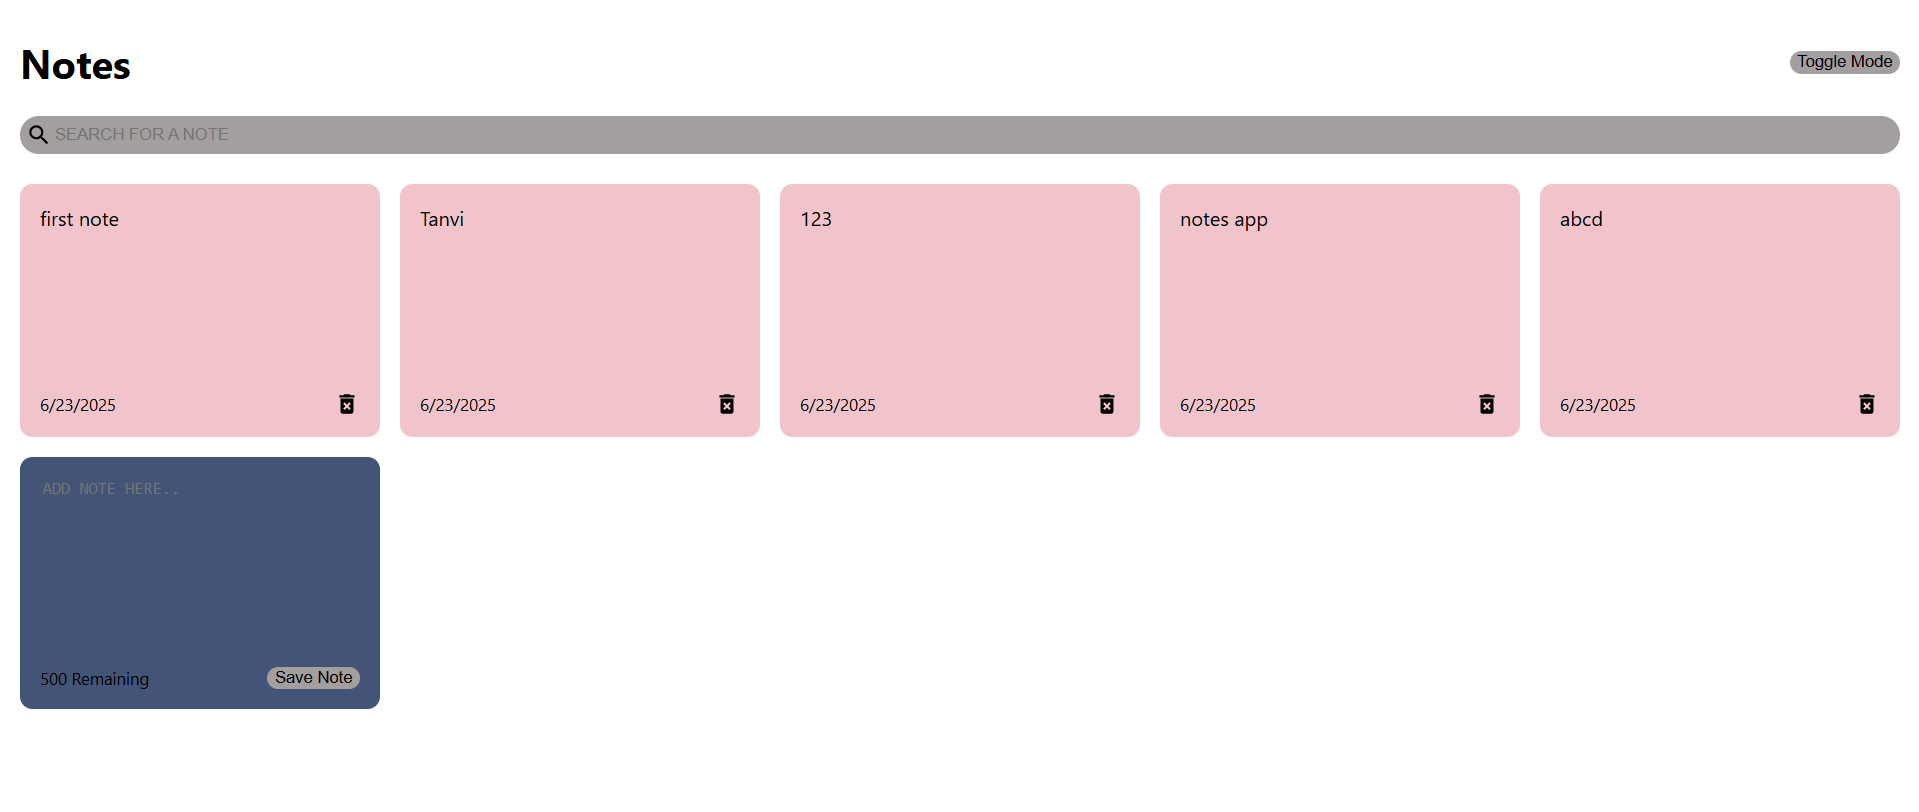 Notes
Toggle Mode
SEARCH FOR A NOTE
first note
6/23/2025
Tanvi
6/23/2025
123
6/23/2025
notes app
6/23/2025
abcd
6/23/2025
ADD NOTE HERE..
500 Remaining
Save Note